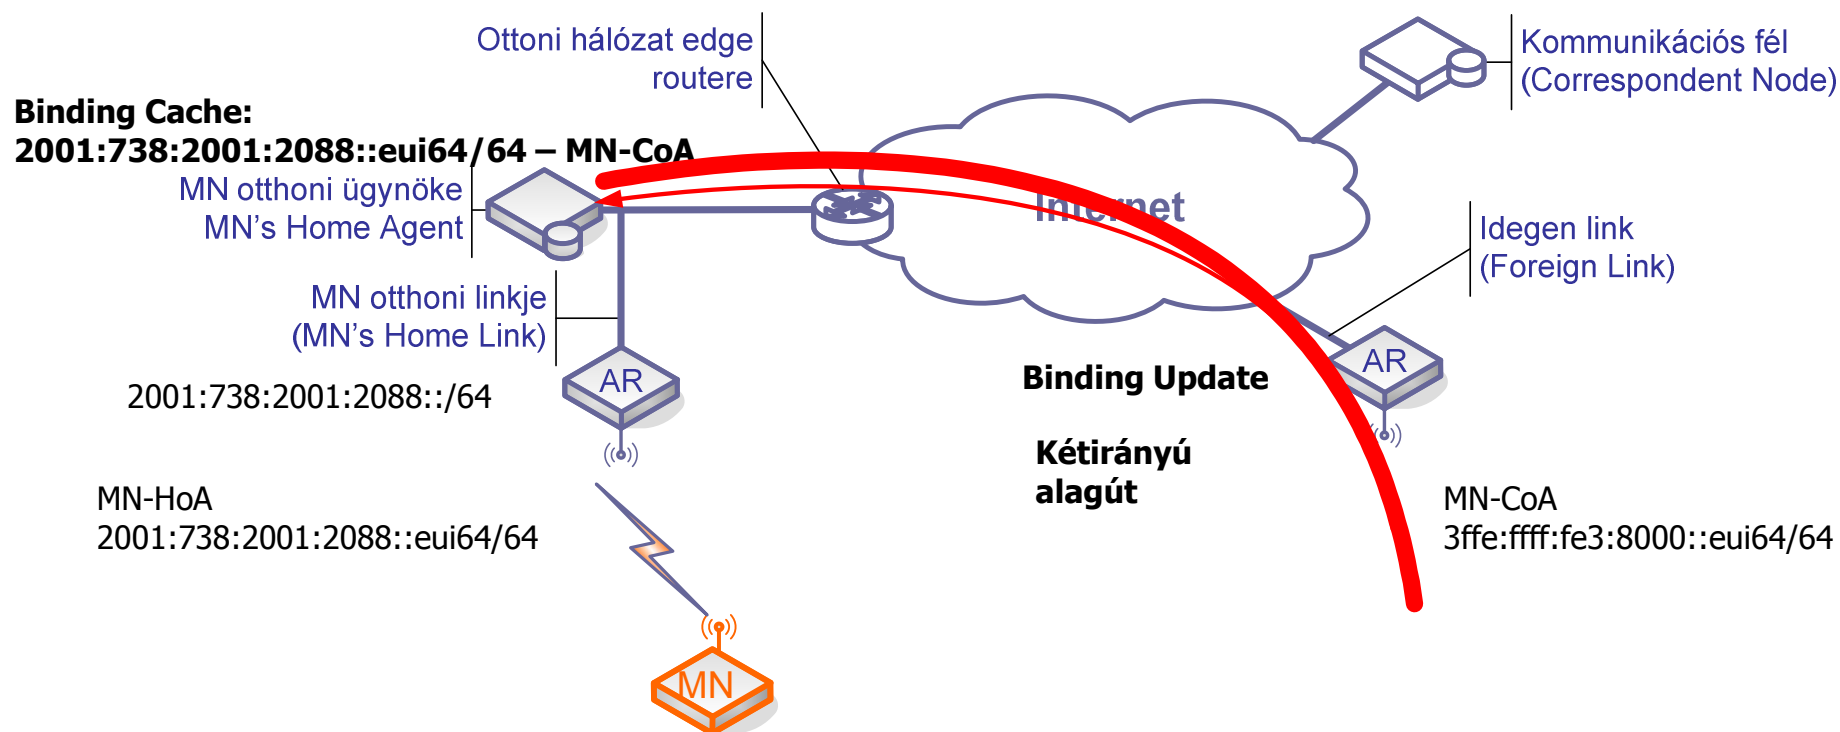 Ottoni hálózat edge
routere
Kommunikációs fél
(Correspondent Node)
Binding Cache:
2001:738:2001:2088::eui64/64 – MN-CoA
MN otthoni ügynöke
MN's Home Agent
Internet
Idegen link
(Foreign Link)
MN otthoni linkje
(MN's Home Link)
AR
AR
2001:738:2001:2088::/64
Binding Update
Kétirányú
alagút
MN-HoA
2001:738:2001:2088::eui64/64
MN-CoA
3ffe:ffff:fe3:8000::eui64/64
MN